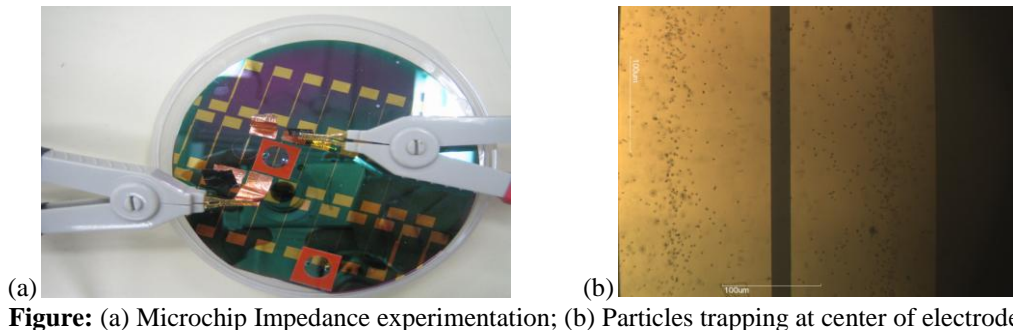 100um
100um
(a) (b)
Figure: (a) Microchip Impedance experimentation; (b) Particles trapping at center of electrode